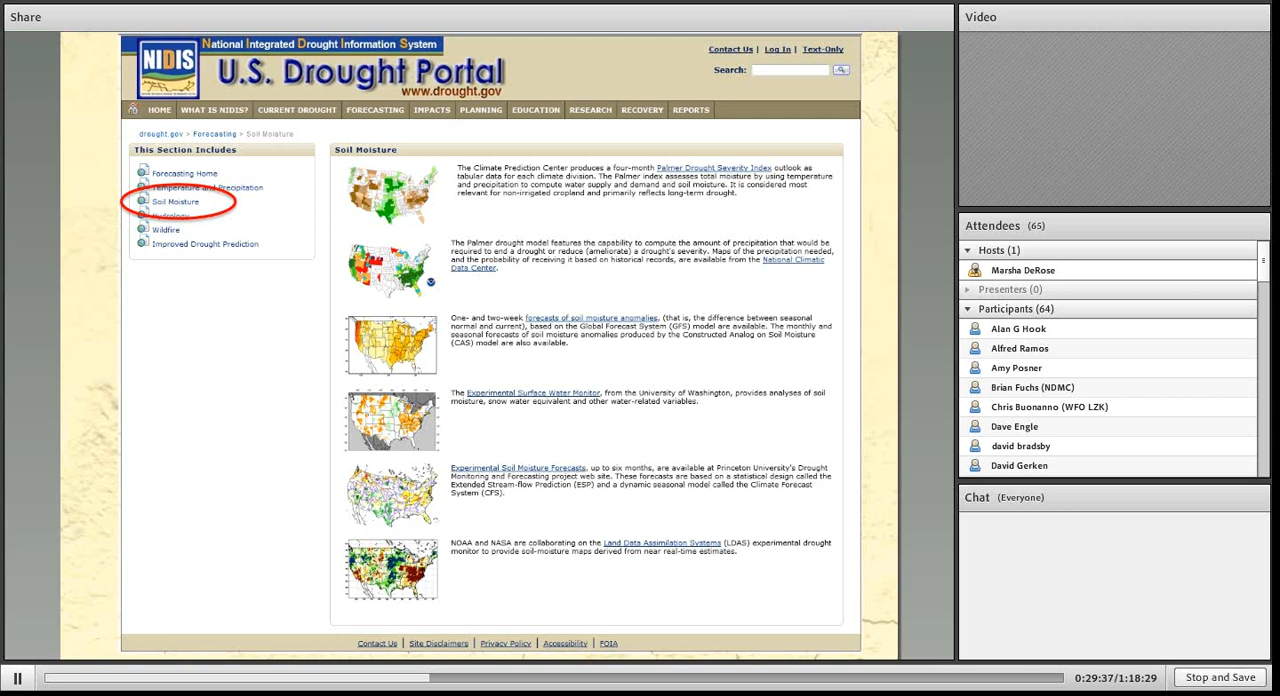 Share
National Integrated Drought Information System
NIDIS
U.S. Drought Portal
www.drought.gov
Contact Us | Log In | Text-Only
Search:
HOME WHAT IS NIDIS? CURRENT DROUGHT FORECASTING IMPACTS PLANNING EDUCATION RESEARCH RECOVERY REPORTS
drought.gov > Forecasting > Soil Moisture
This Section Includes
Forecasting Home
Temperature and Precipitation
Soil Moisture
Hydrology
Wildfire
Improved Drought Prediction
Soil Moisture
The Climate Prediction Center produces a four-month Palmer Drought Severity Index outlook as
tabular data for each climate division. The Palmer index assesses total moisture by using temperature
and precipitation to compute water supply and demand and soil moisture. It is considered most
relevant for non-irrigated cropland and primarily reflects long-term drought.
The Palmer drought model features the capability to compute the amount of precipitation that would be
required to end a drought or reduce (ameliorate) a drought's severity. Maps of the precipitation needed,
and the probability of receiving it based on historical records, are available from the National Climatic
Data Center.
One- and two-week forecasts of soil moisture anomalies, (that is, the difference between seasonal
normal and current), based on the Global Forecast System (GFS) model are available. The monthly and
seasonal forecasts of soil moisture anomalies produced by the Constructed Analog on Soil Moisture
(CAS) model are also available.
The Experimental Surface Water Monitor, from the University of Washington, provides analyses of soil
moisture, snow water equivalent and other water-related variables.
Experimental Soil Moisture Forecasts, up to six months, are available at Princeton University's Drought
Monitoring and Forecasting project web site. These forecasts are based on a statistical design called the
Extended Stream-flow Prediction (ESP) and a dynamic seasonal model called the Climate Forecast
System (CFS).
NOAA and NASA are collaborating on the Land Data Assimilation Systems (LDAS) experimental drought
monitor to provide soil-moisture maps derived from near real-time estimates.
Contact Us | Site Disclaimers | Privacy Policy | Accessibility | FOIA
Video
Attendees (65)
Hosts (1)
Marsha DeRose
Presenters (0)
Participants (64)
Alan G Hook
Alfred Ramos
Amy Posner
Brian Fuchs (NDMC)
Chris Buonanno (WFO LZK)
Dave Engle
david bradsby
David Gerken
Chat (Everyone)
0:29:37/1:18:29
Stop and Save